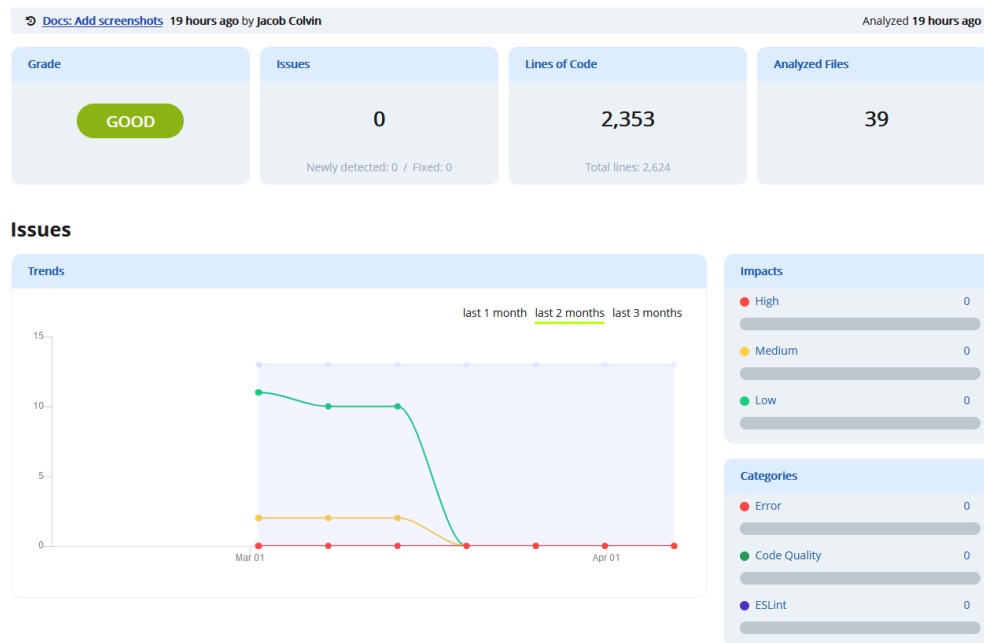 Docs: Add screenshots 19 hours ago by Jacob Colvin
Analyzed 19 hours ago
Grade
GOOD
Issues
0
Newly detected: 0 / Fixed: 0
Lines of Code
2,353
Total lines: 2,624
Analyzed Files
39
Issues
Trends
last 1 month last 2 months last 3 months
15
10
5
0
Mar 01
Apr 01
Impacts
High 0
Medium 0
Low 0
Categories
Error 0
Code Quality 0
ESLint 0